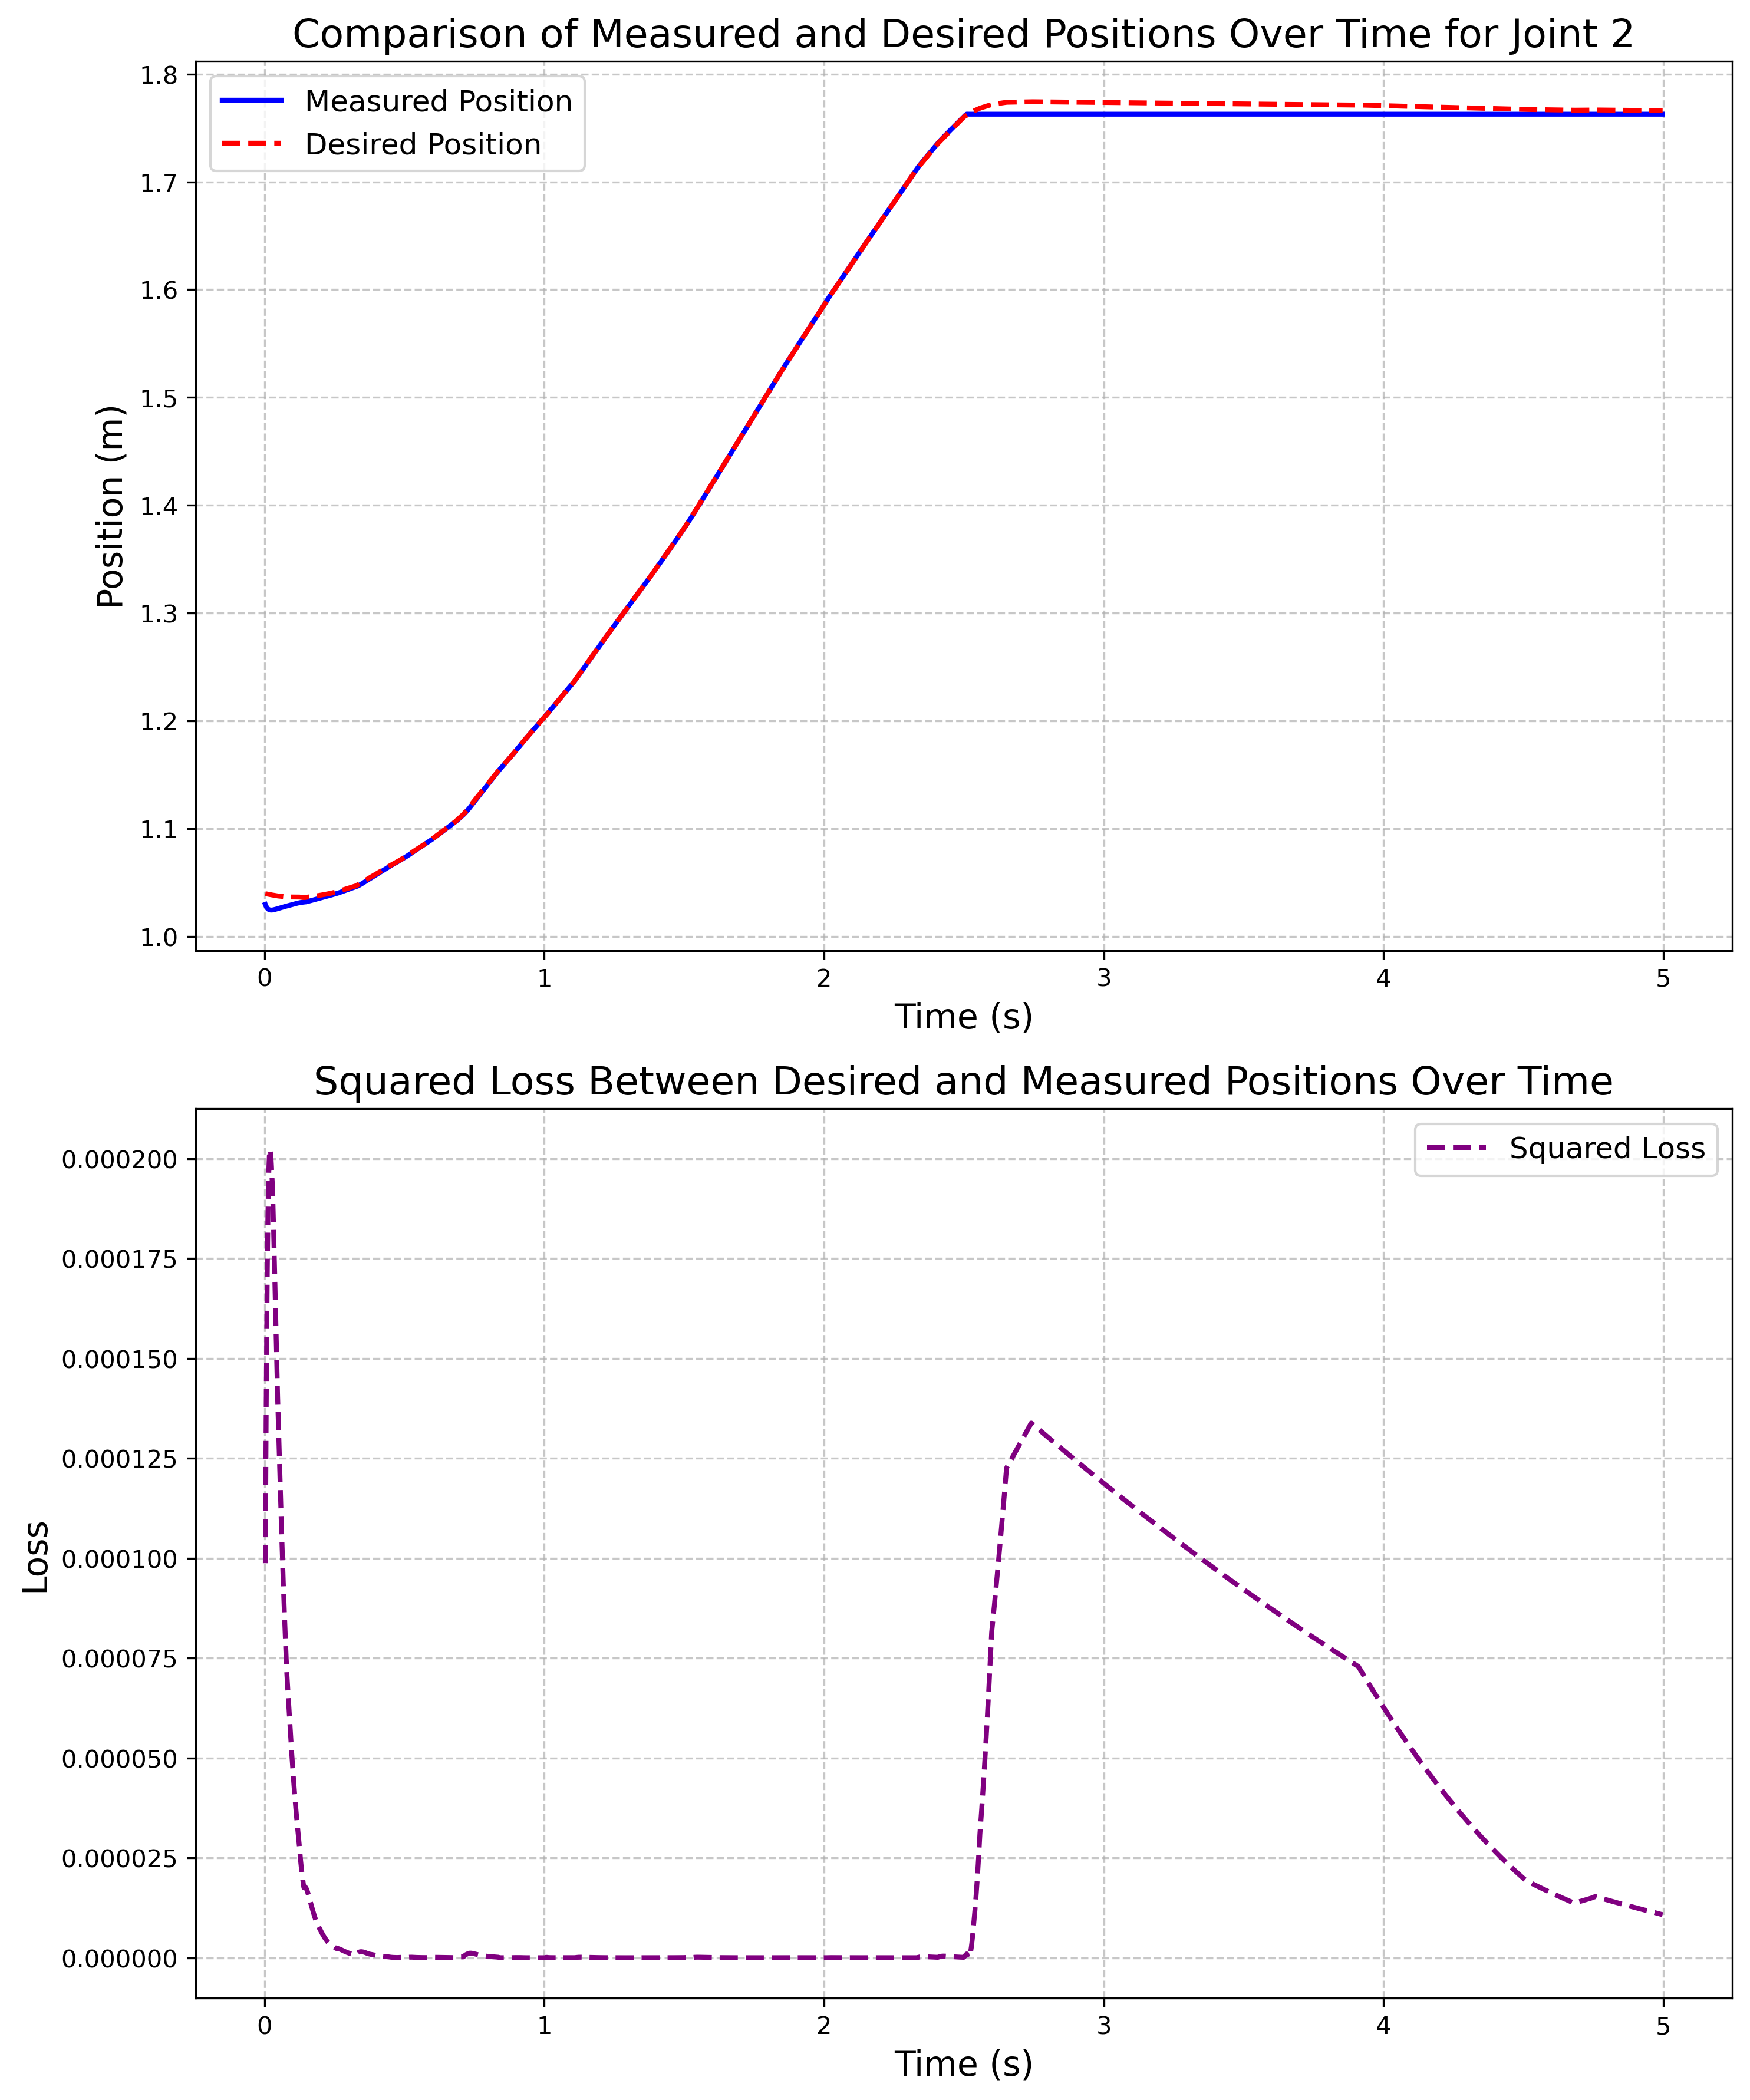 Comparison of Measured and Desired Positions Over Time for Joint 2
Measured Position
Desired Position
Position (m)
1.8
1.7
1.6
1.5
1.4
1.3
1.2
1.1
1.0
0 1 2 3 4 5
Time (s)
Squared Loss Between Desired and Measured Positions Over Time
Squared Loss
Loss
0.000200
0.000175
0.000150
0.000125
0.000100
0.000075
0.000050
0.000025
0.000000
0 1 2 3 4 5
Time (s)